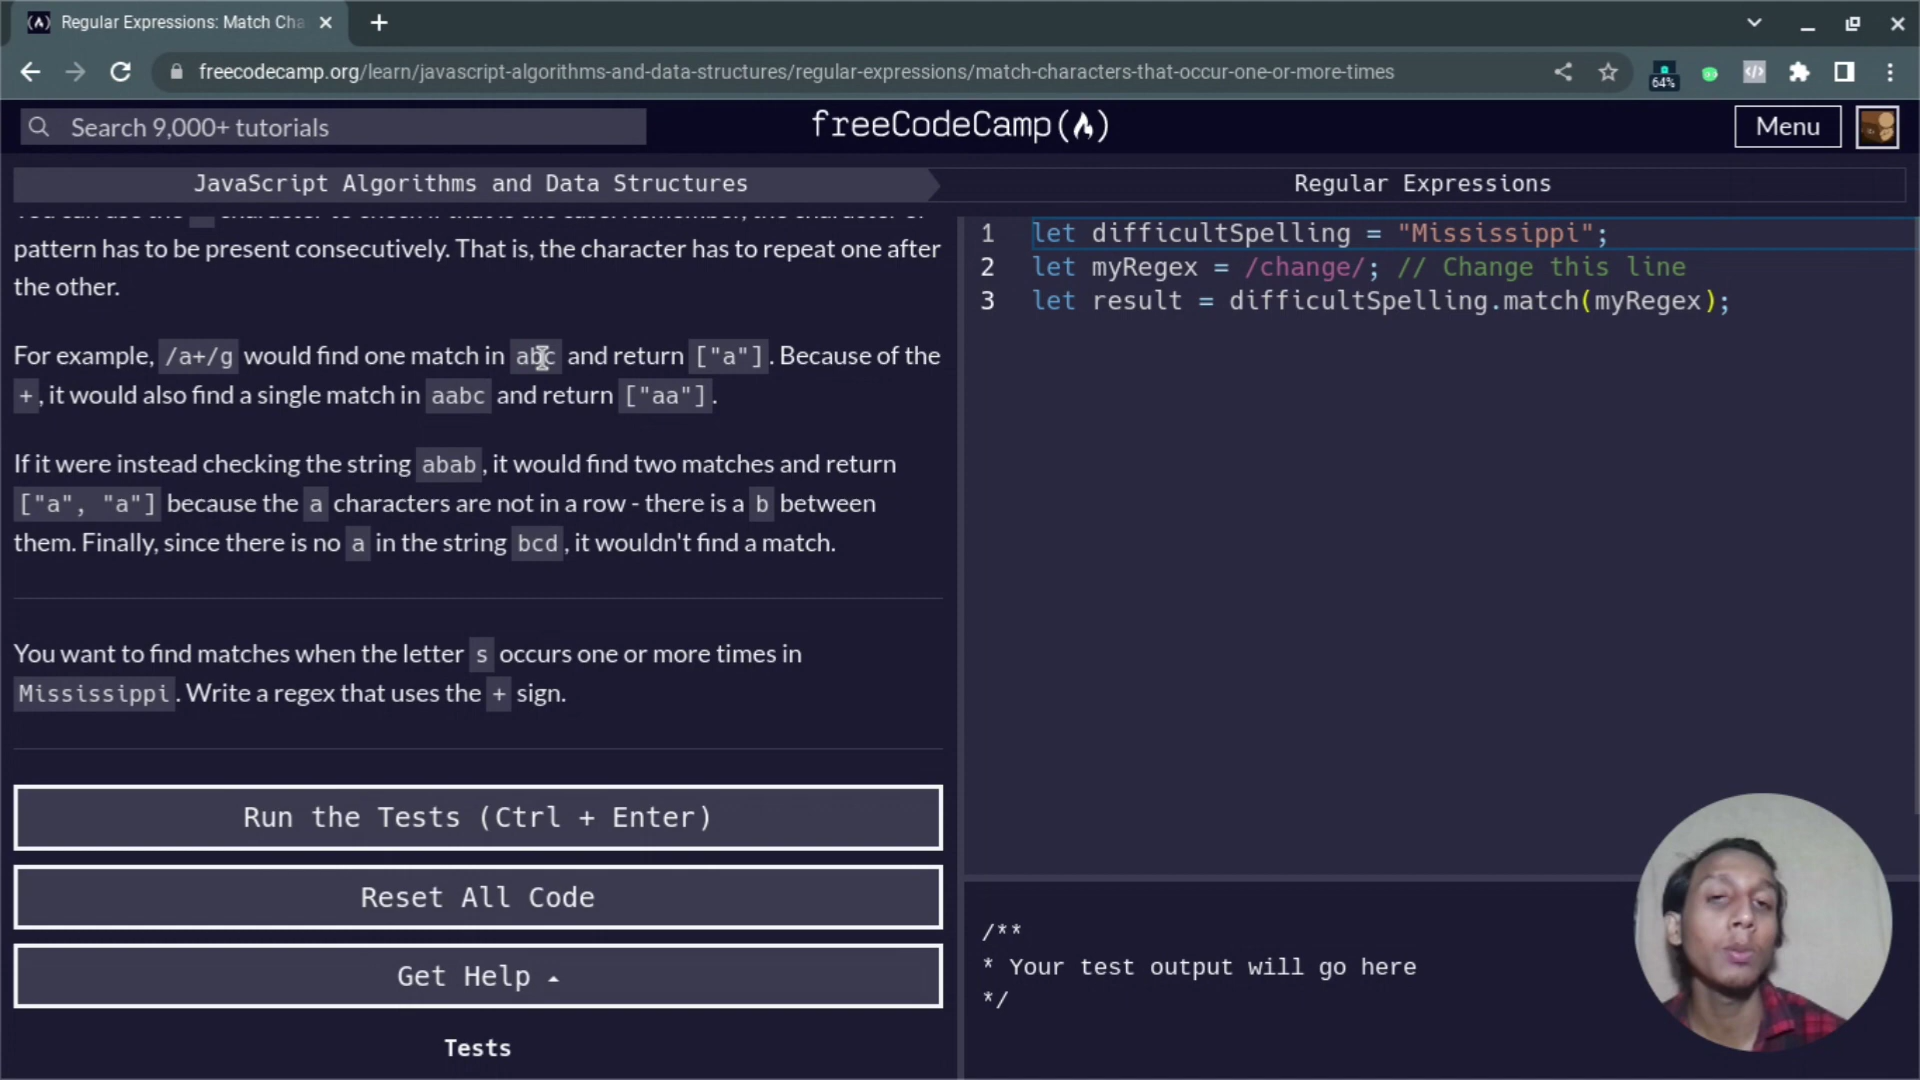 Regular Expressions: Match Cha
freecodecamp.org/learn/javascript-algorithms-and-data-structures/regular-expressions/match-characters-that-occur-one-or-more-times
64%
Search 9,000+ tutorials
freeCodeCamp(🔥)
Menu
JavaScript Algorithms and Data Structures
Regular Expressions
pattern has to be present consecutively. That is, the character has to repeat one after
the other.
For example, /a+/g would find one match in abc and return ["a"]. Because of the
+, it would also find a single match in aabc and return ["aa"].
If it were instead checking the string abab, it would find two matches and return
["a", "a"] because the a characters are not in a row - there is a b between
them. Finally, since there is no a in the string bcd, it wouldn't find a match.
You want to find matches when the letter s occurs one or more times in
Mississippi. Write a regex that uses the + sign.
Run the Tests (Ctrl + Enter)
Reset All Code
Get Help
Tests
1 let difficultSpelling = "Mississippi";
2 let myRegex = /change/; // Change this line
3 let result = difficultSpelling.match(myRegex);
/**
* Your test output will go here
*/